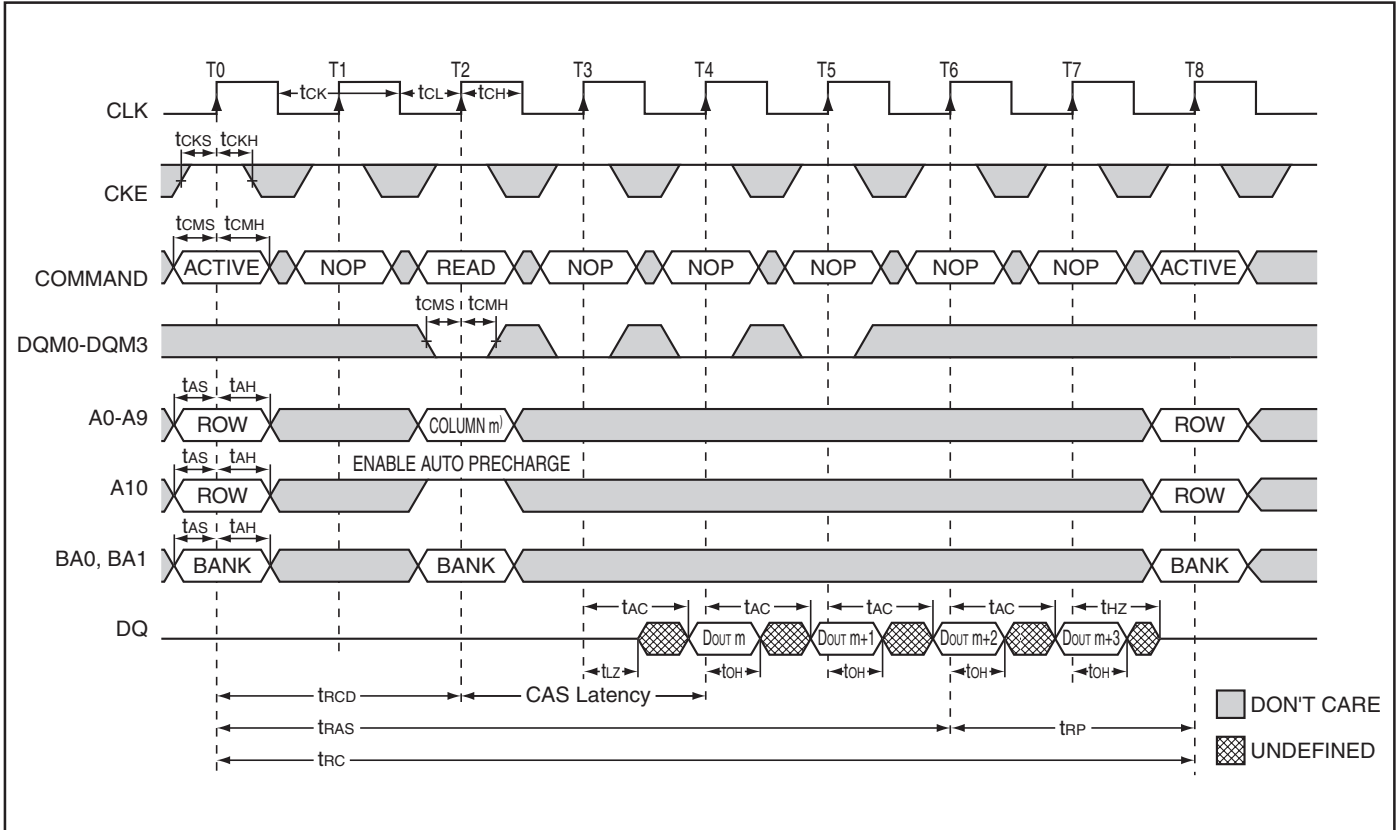 T0 T1 T2 T3 T4 T5 T6 T7 T8
CLK tCK tCL tCH
tCKS tCKH
CKE
tCMS tCMH
COMMAND ACTIVE NOP READ NOP NOP NOP NOP NOP ACTIVE
tCMS tCMH
DQM0-DQM3
tAS tAH
A0-A9 ROW COLUMN m) ROW
tAS tAH ENABLE AUTO PRECHARGE
A10 ROW ROW
tAS tAH
BA0, BA1 BANK BANK BANK
tAC tAC tAC tAC tHZ
DQ DOUT m DOUT m+1 DOUT m+2 DOUT m+3
tLZ tOH tOH tOH tOH
tRCD CAS Latency
DON'T CARE
tRAS tRP
UNDEFINED
tRC